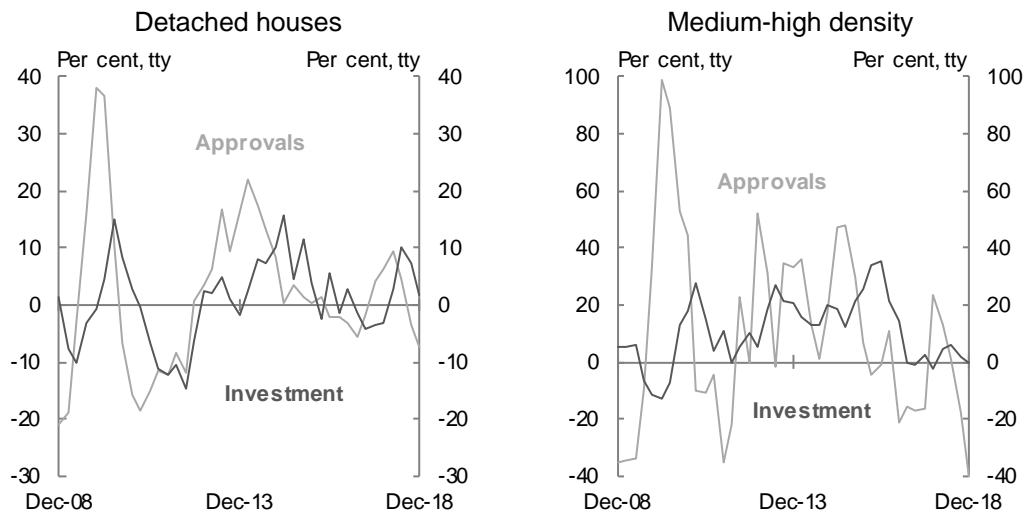 Detached houses
Per cent, tty Per cent, tty
40 40
30 30
Approvals
20 20
10 10
0 0
-10 -10
Investment
-20 -20
-30 -30
Dec-08 Dec-13 Dec-18
Medium-high density
Per cent, tty Per cent, tty
100 100
80 80
Approvals
60 60
40 40
20 20
0 0
Investment
-20 -20
-40 -40
Dec-08 Dec-13 Dec-18